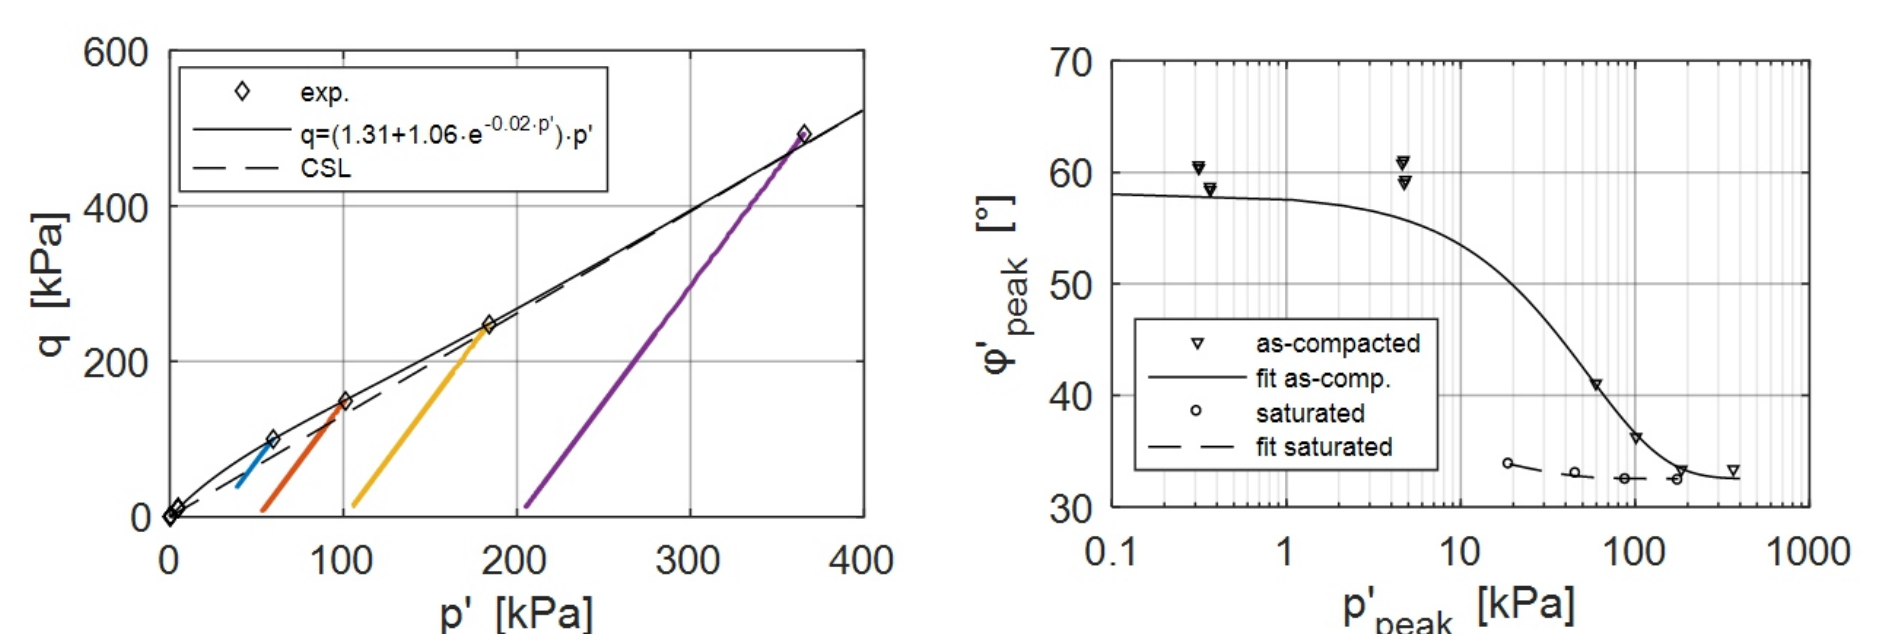 600
400
200
0
q [kPa]
exp.
q=(1.31+1.06·e^-0.02·p')·p'
CSL
0 100 200 300 400
p' [kPa]
70
60
50
40
30
φ'peak [°]
as-compacted
fit as-comp.
saturated
fit saturated
0.1 1 10 100 1000
p'peak [kPa]